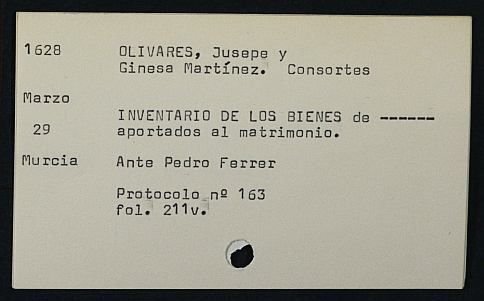 1628 OLIVARES, Jusepe y
Ginesa Martínez. Consortes
Marzo
INVENTARIO DE LOS BIENES de ------
29 aportados al matrimonio.
Murcia Ante Pedro Ferrer
Protocolo nº 163
fol. 211v.